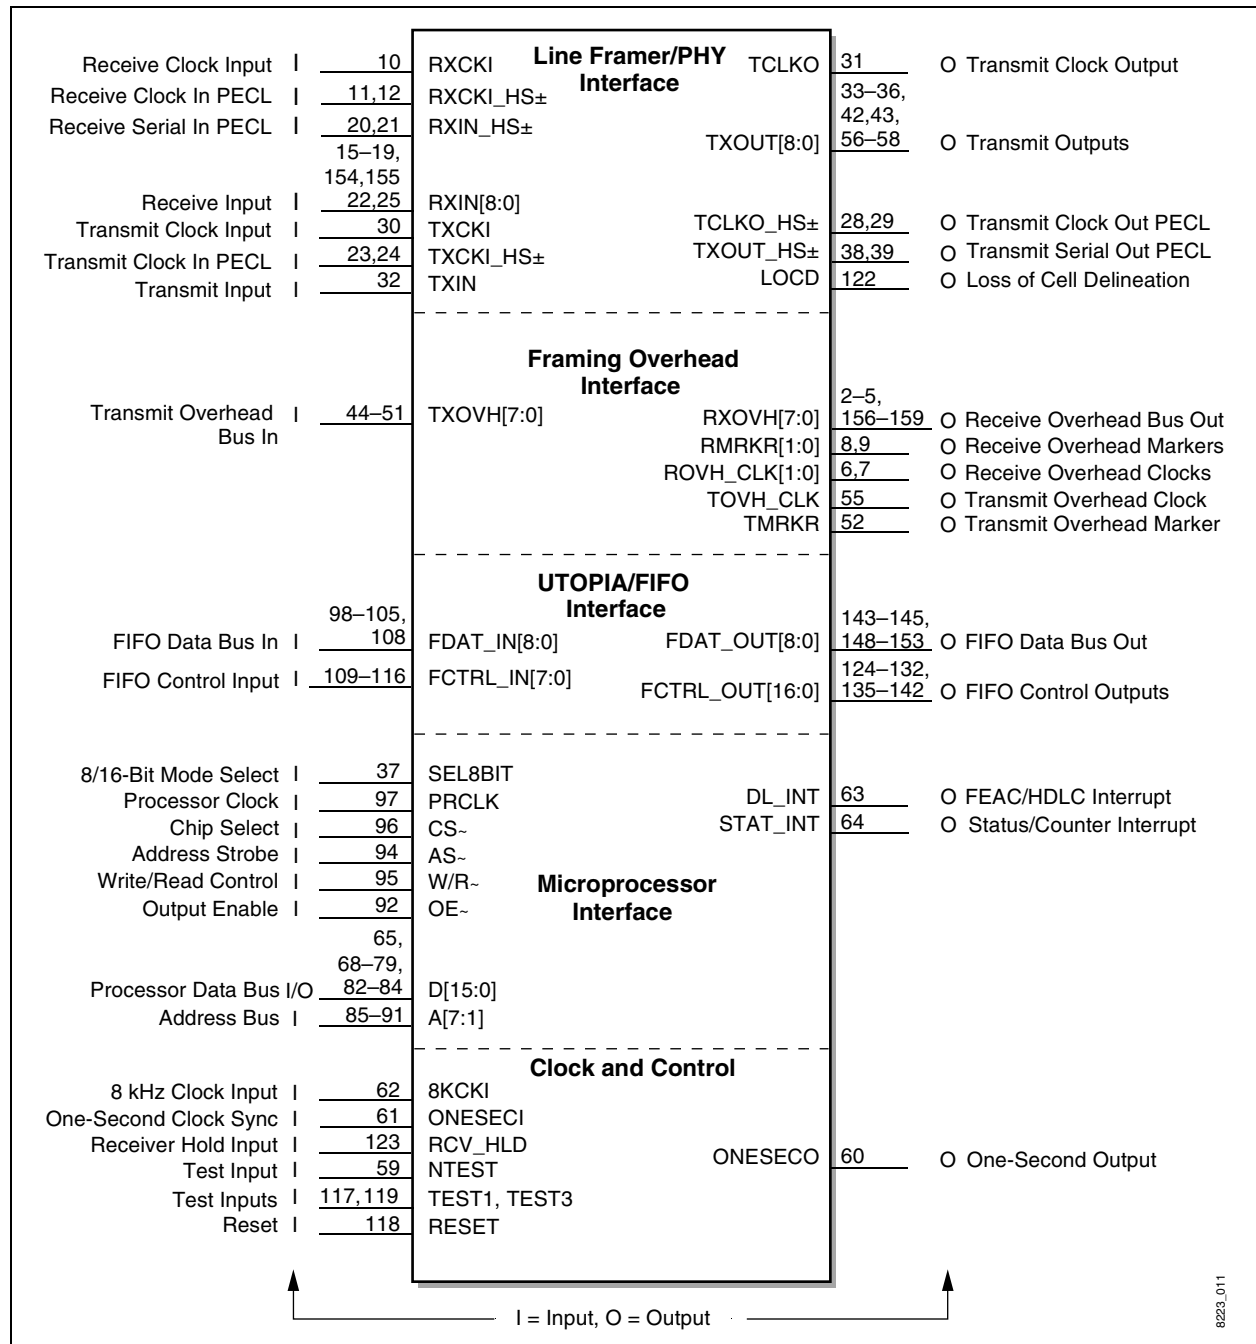 Line Framer/PHY
Interface
Receive Clock Input I 10 RXCKI TCLKO 31 O Transmit Clock Output
Receive Clock In PECL I 11,12 RXCKI_HS±
Receive Serial In PECL I 20,21 RXIN_HS±
33–36,
42,43,
TXOUT[8:0] 56–58 O Transmit Outputs
15–19,
154,155
Receive Input I 22,25 RXIN[8:0]
Transmit Clock Input I 30 TXCKI TCLKO_HS± 28,29 O Transmit Clock Out PECL
Transmit Clock In PECL I 23,24 TXCKI_HS± TXOUT_HS± 38,39 O Transmit Serial Out PECL
Transmit Input I 32 TXIN LOCD 122 O Loss of Cell Delineation
Framing Overhead
Interface
2–5,
Transmit Overhead I 44–51 TXOVH[7:0] RXOVH[7:0] 156–159 O Receive Overhead Bus Out
Bus In
RMRKR[1:0] 8,9 O Receive Overhead Markers
ROVH_CLK[1:0] 6,7 O Receive Overhead Clocks
TOVH_CLK 55 O Transmit Overhead Clock
TMRKR 52 O Transmit Overhead Marker
UTOPIA/FIFO
Interface
98–105, 143–145,
FIFO Data Bus In I 108 FDAT_IN[8:0] FDAT_OUT[8:0] 148–153 O FIFO Data Bus Out
124–132,
FIFO Control Input I 109–116 FCTRL_IN[7:0] FCTRL_OUT[16:0] 135–142 O FIFO Control Outputs
8/16-Bit Mode Select I 37 SEL8BIT
Processor Clock I 97 PRCLK DL_INT 63 O FEAC/HDLC Interrupt
Chip Select I 96 CS~ STAT_INT 64 O Status/Counter Interrupt
Address Strobe I 94 AS~
Write/Read Control I 95 W/R~
Output Enable I 92 OE~
Microprocessor
Interface
65,
68–79,
Processor Data Bus I/O 82–84 D[15:0]
Address Bus I 85–91 A[7:1]
Clock and Control
8 kHz Clock Input I 62 8KCKI
One-Second Clock Sync I 61 ONESECI
Receiver Hold Input I 123 RCV_HLD
Test Input I 59 NTEST ONESECO 60 O One-Second Output
Test Inputs I 117,119 TEST1, TEST3
Reset I 118 RESET
I = Input, O = Output
8223_011